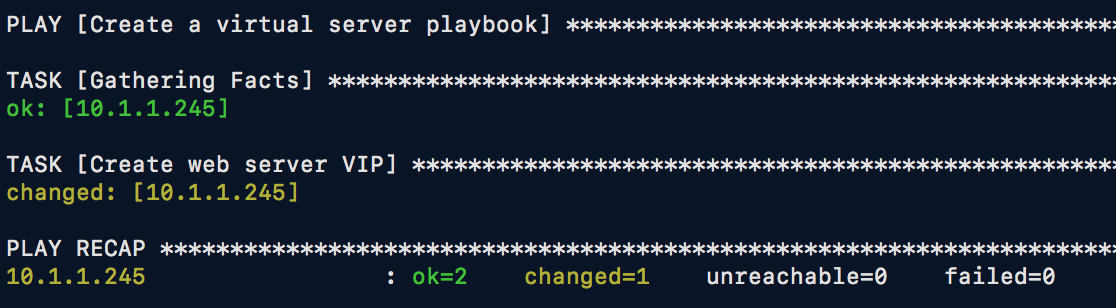 PLAY [Create a virtual server playbook] ****************************************
TASK [Gathering Facts] *********************************************************
ok: [10.1.1.245]
TASK [Create web server VIP] ***************************************************
changed: [10.1.1.245]
PLAY RECAP *********************************************************************
10.1.1.245                 : ok=2    changed=1    unreachable=0    failed=0